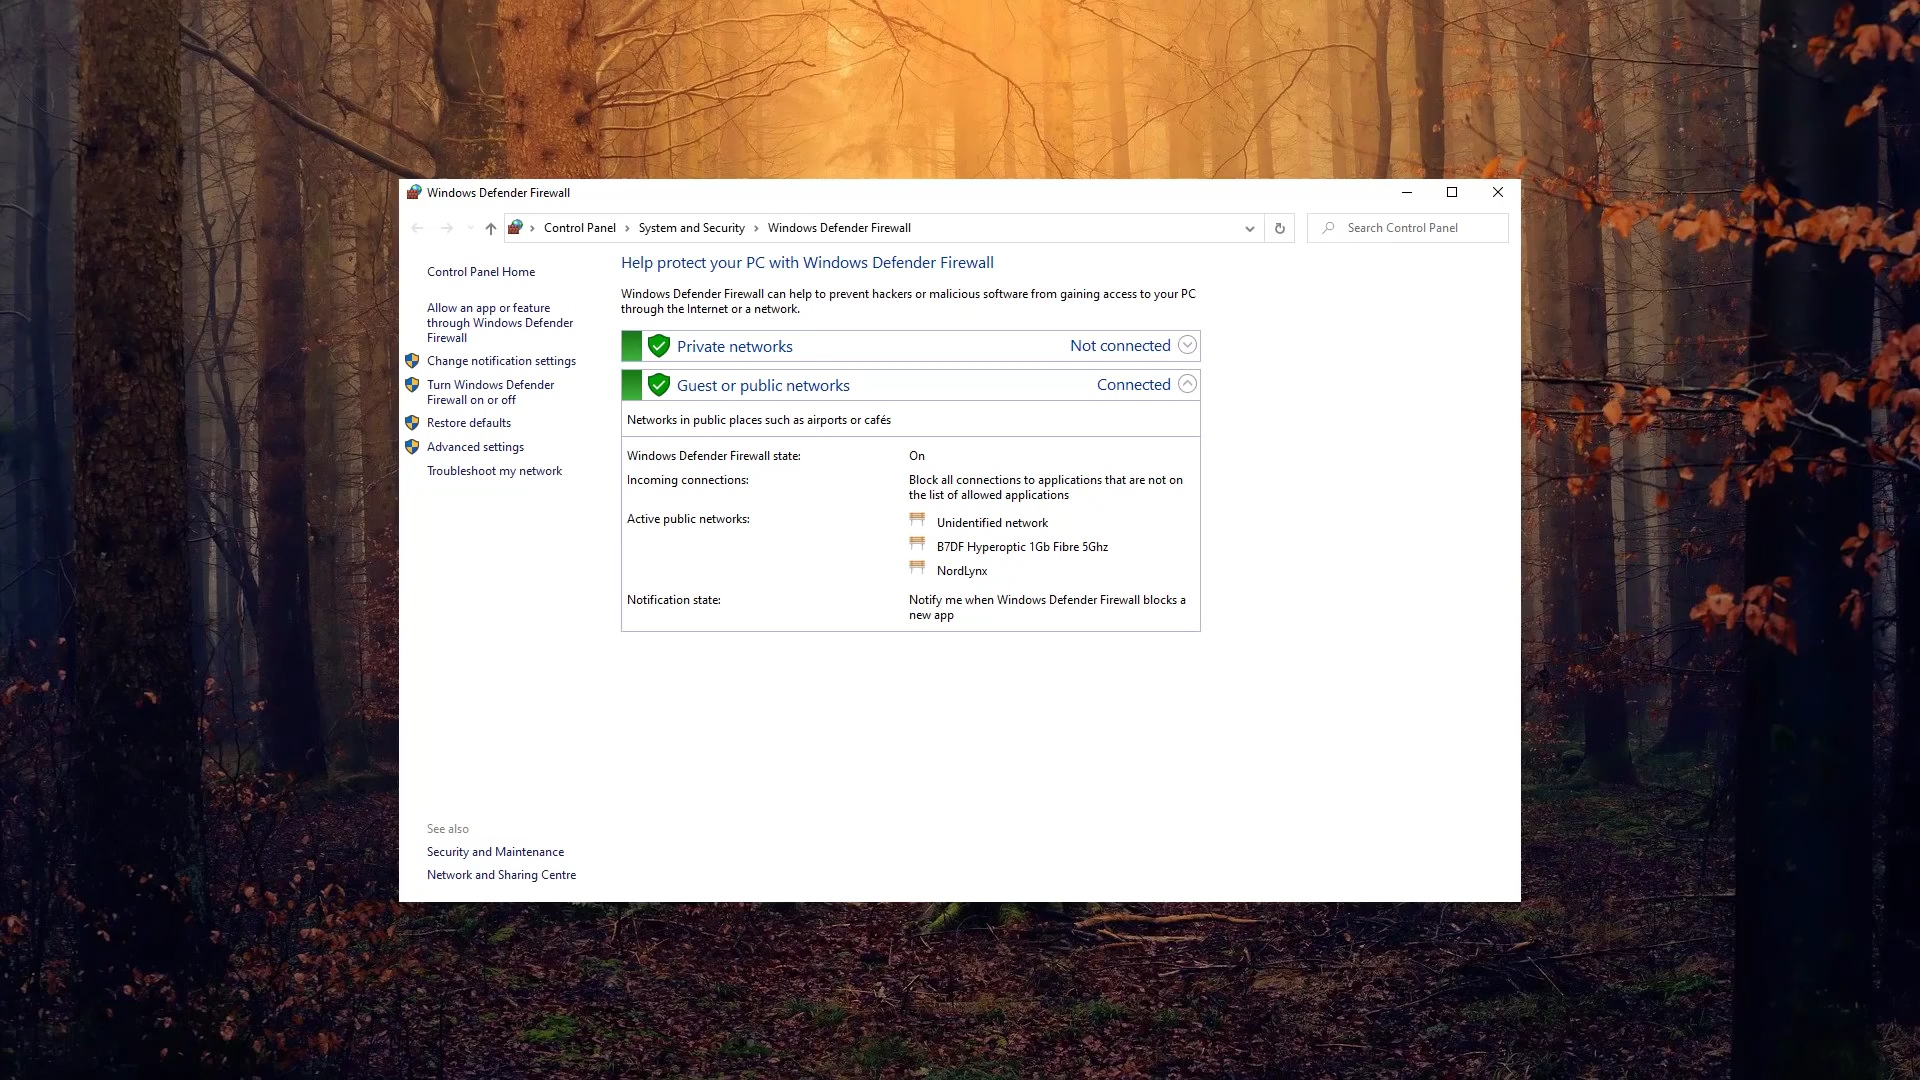 Windows Defender Firewall
Control Panel
System and Security
Windows Defender Firewall
Search Control Panel
Control Panel Home
Allow an app or feature
through Windows Defender
Firewall
Change notification settings
Turn Windows Defender
Firewall on or off
Restore defaults
Advanced settings
Troubleshoot my network
See also
Security and Maintenance
Network and Sharing Centre
Help protect your PC with Windows Defender Firewall
Windows Defender Firewall can help to prevent hackers or malicious software from gaining access to your PC
through the Internet or a network.
Private networks Not connected
Guest or public networks Connected
Networks in public places such as airports or cafés
Windows Defender Firewall state: On
Incoming connections: Block all connections to applications that are not on
the list of allowed applications
Active public networks: Unidentified network
B7DF Hyperoptic 1Gb Fibre 5Ghz
NordLynx
Notification state: Notify me when Windows Defender Firewall blocks a
new app